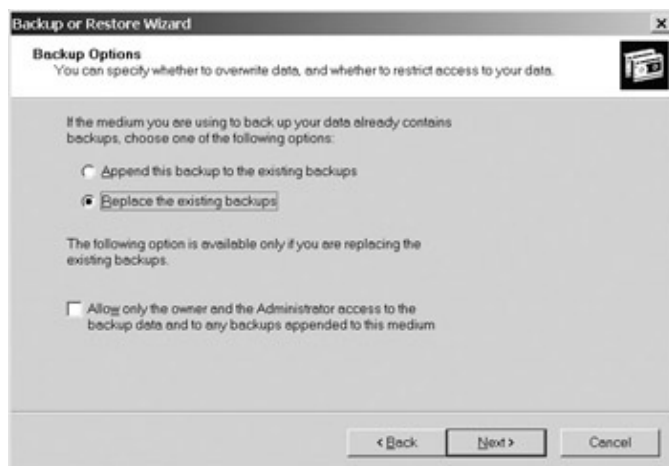 Backup or Restore Wizard
Backup Options
You can specify whether to overwrite data, and whether to restrict access to your data.
If the medium you are using to back up your data already contains
backups, choose one of the following options:
Append this backup to the existing backups
Replace the existing backups
The following option is available only if you are replacing the
existing backups.
Allow only the owner and the Administrator access to the
backup data and to any backups appended to this medium
< Back Next > Cancel